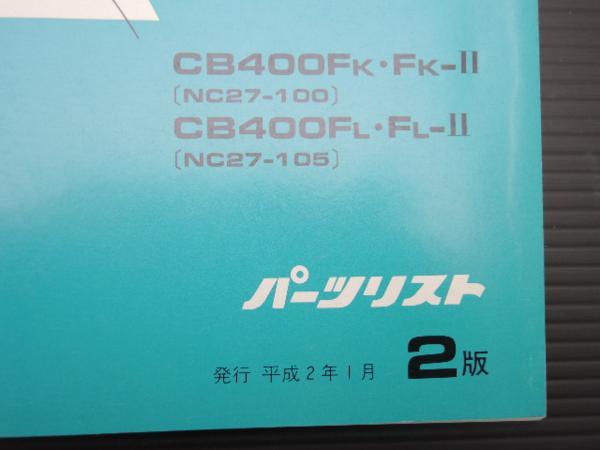 CB400FK・FK-II
〔NC27-100〕
CB400FL・FL-II
〔NC27-105〕
パーツリスト
発行 平成2年1月 2版